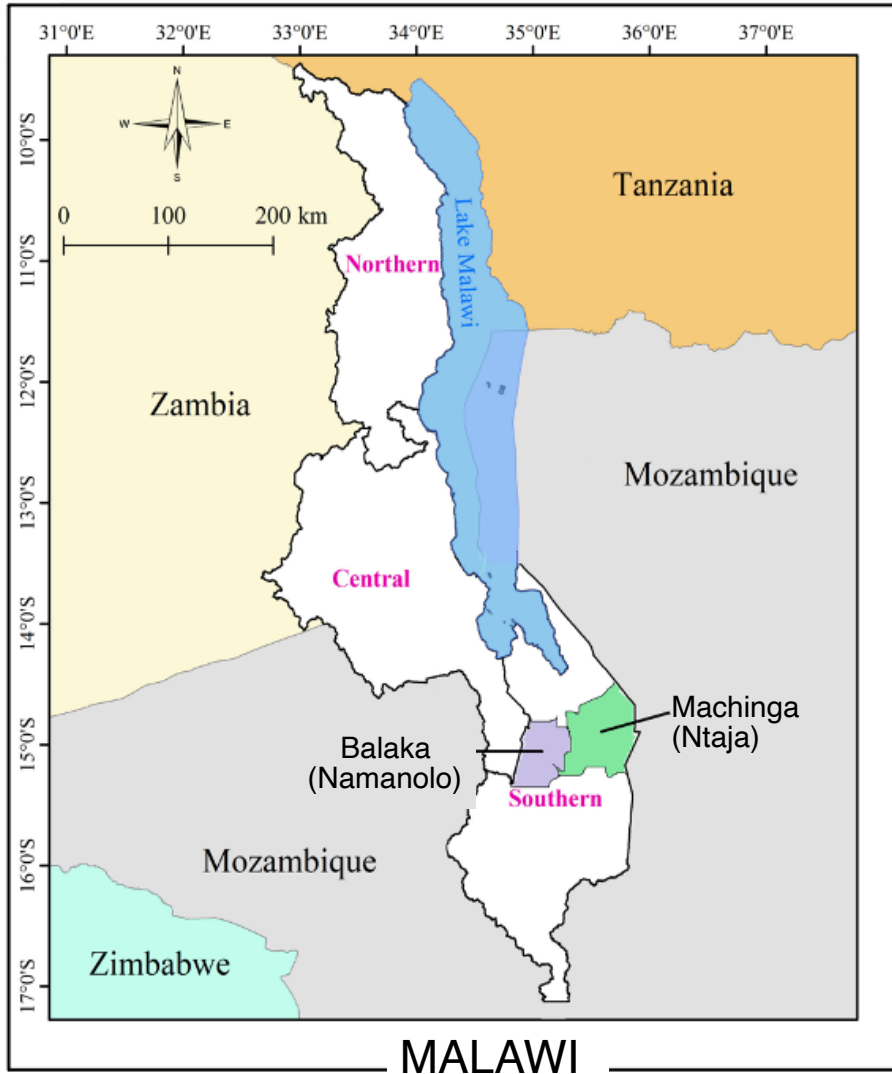 31°0'E 32°0'E 33°0'E 34°0'E 35°0'E 36°0'E 37°0'E
N
W E
S
10°0'S
0 100 200 km
Tanzania
Lake Malawi
11°0'S
Northern
12°0'S
Zambia
Mozambique
13°0'S
Central
14°0'S
Machinga
(Ntaja)
15°0'S
Balaka
(Namanolo)
Southern
Mozambique
16°0'S
Zimbabwe
17°0'S
MALAWI